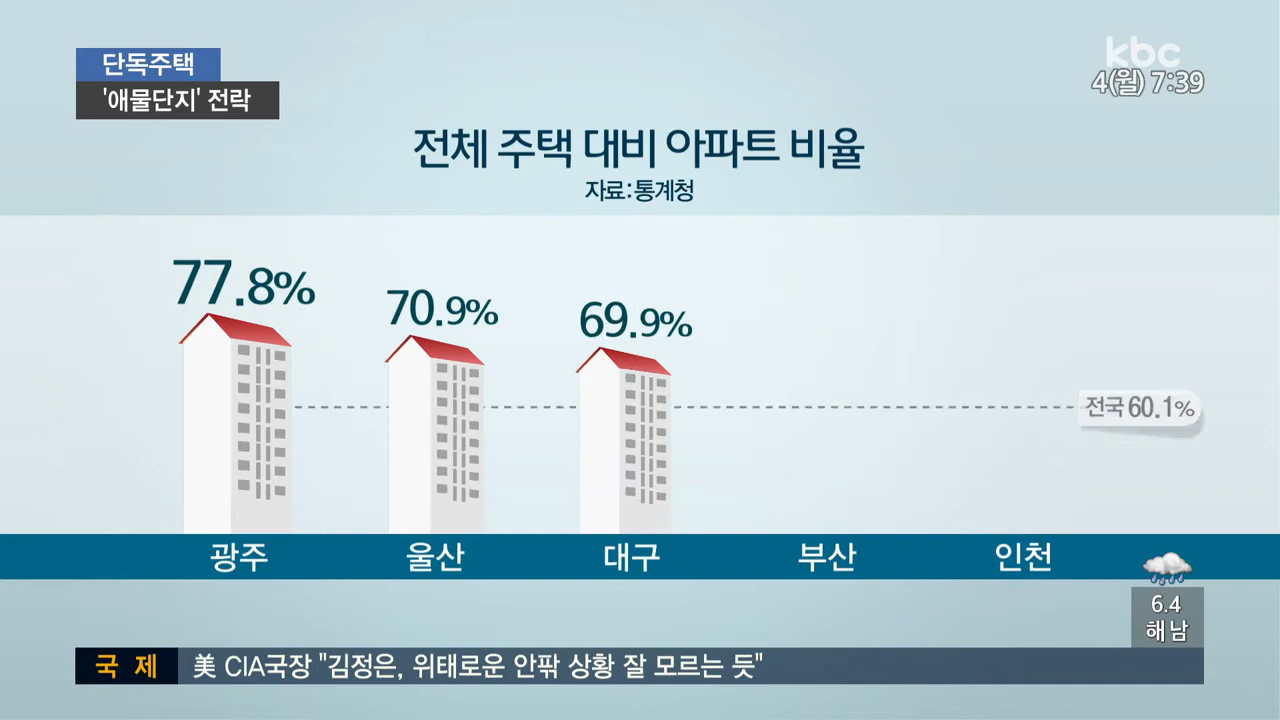 단독주택
'애물단지' 전락
kbc
4(월) 7:39
전체 주택 대비 아파트 비율
자료:통계청
77.8%
70.9%
69.9%
전국 60.1%
광주 울산 대구 부산 인천
6.4
해남
국 제 美 CIA국장 "김정은, 위태로운 안팎 상황 잘 모르는 듯"